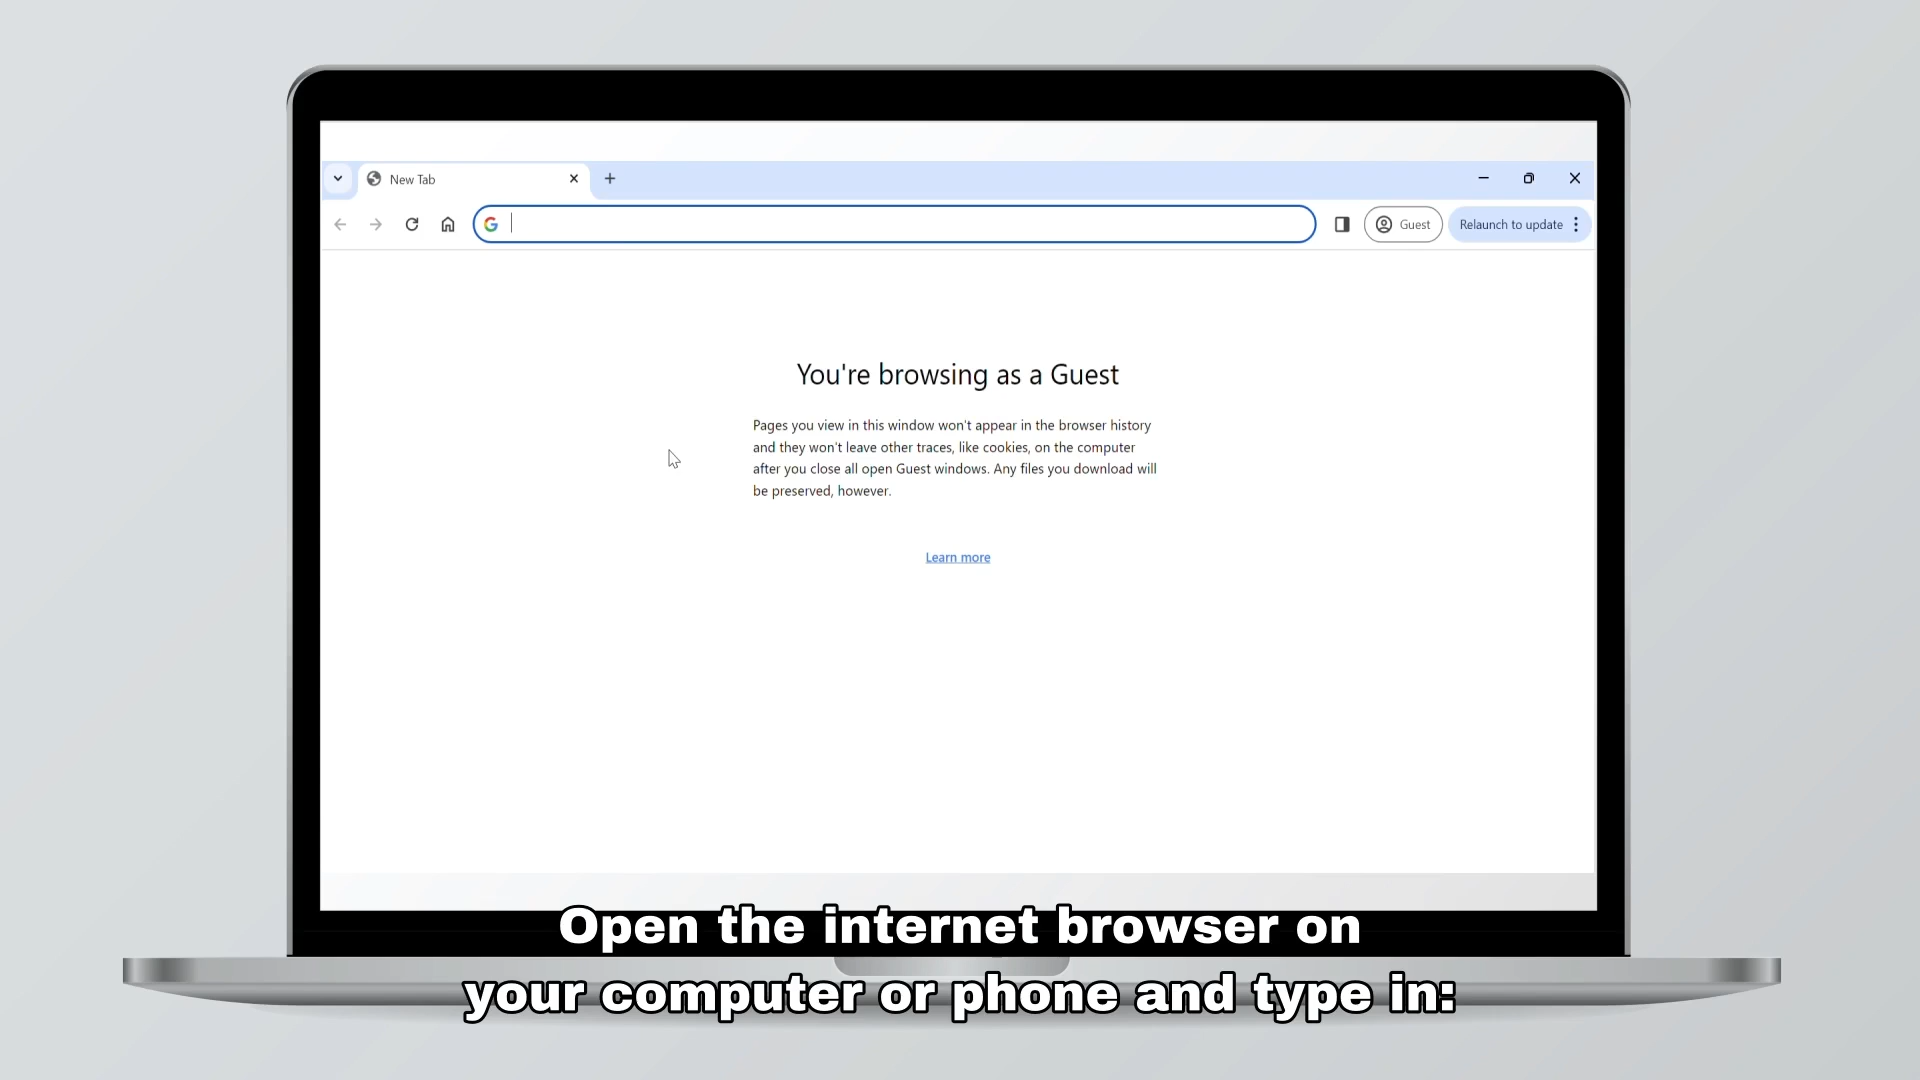 New Tab
Guest
Relaunch to update
You're browsing as a Guest
Pages you view in this window won't appear in the browser history
and they won't leave other traces, like cookies, on the computer
after you close all open Guest windows. Any files you download will
be preserved, however.
Learn more
Open the internet browser on
your computer or phone and type in: